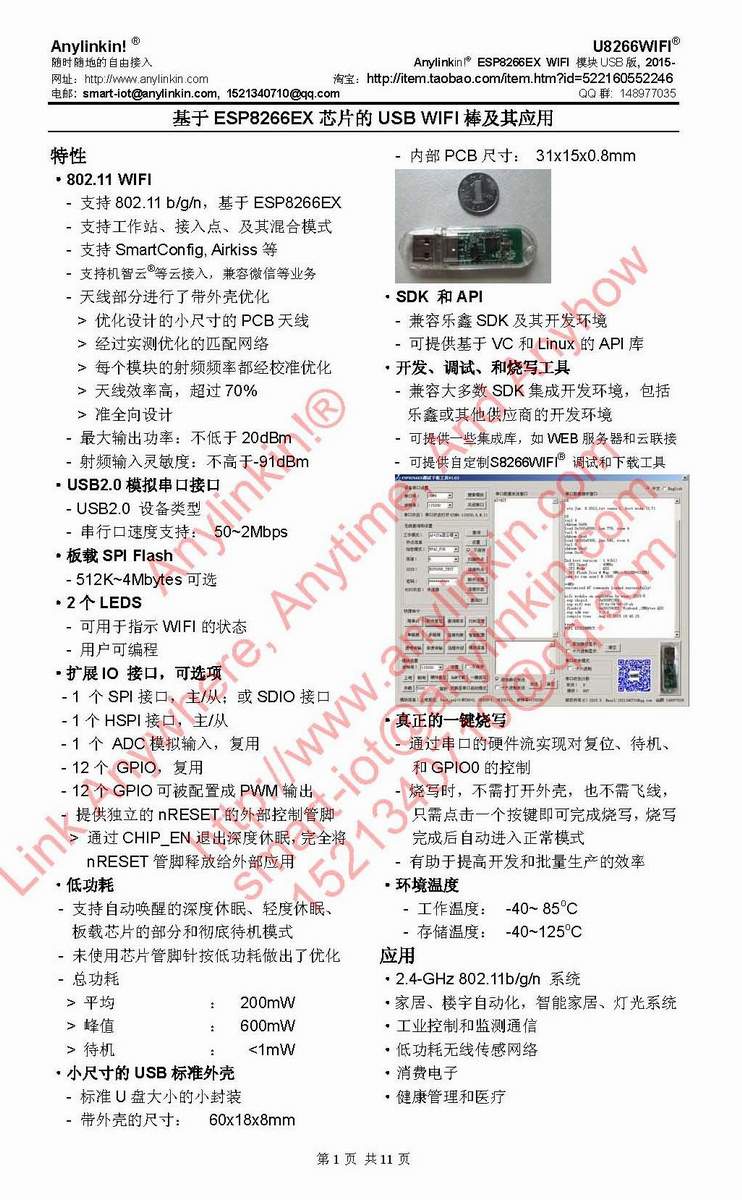 Anylinkin! ®
U8266WIFI®
随时随地的自由接入
Anylinkin!® ESP8266EX WIFI 模块 USB 版, 2015-
网址: http://www.anylinkin.com
淘宝: http://item.taobao.com/item.htm?id=522160552246
电邮: smart-iot@anylinkin.com, 1521340710@qq.com
QQ 群: 148977035
基于 ESP8266EX 芯片的 USB WIFI 棒及其应用
特性
• 802.11 WIFI
- 支持 802.11 b/g/n，基于 ESP8266EX
- 支持工作站、接入点、及其混合模式
- 支持 SmartConfig, Airkiss 等
- 支持机智云®等云接入，兼容微信等业务
- 天线部分进行了带外壳优化
> 优化设计的小尺寸的 PCB 天线
> 经过实测优化的匹配网络
> 每个模块的射频频率都经校准优化
> 天线效率高，超过 70%
> 准全向设计
- 最大输出功率：不低于 20dBm
- 射频输入灵敏度：不高于-91dBm
• USB2.0 模拟串口接口
- USB2.0 设备类型
- 串行口速度支持： 50~2Mbps
• 板载 SPI Flash
- 512K~4Mbytes 可选
• 2 个 LEDS
- 可用于指示 WIFI 的状态
- 用户可编程
• 扩展 IO 接口，可选项
- 1 个 SPI 接口，主/从；或 SDIO 接口
- 1 个 HSPI 接口，主/从
- 1 个 ADC 模拟输入，复用
- 12 个 GPIO，复用
- 12 个 GPIO 可被配置成 PWM 输出
- 提供独立的 nRESET 的外部控制管脚
> 通过 CHIP_EN 退出深度休眠，完全将
nRESET 管脚释放给外部应用
• 低功耗
- 支持自动唤醒的深度休眠、轻度休眠、
板载芯片的部分和彻底待机模式
- 未使用芯片管脚针按低功耗做出了优化
- 总功耗
> 平均 ： 200mW
> 峰值 ： 600mW
> 待机 ： <1mW
• 小尺寸的 USB 标准外壳
- 标准 U 盘大小的小封装
- 带外壳的尺寸： 60x18x8mm
- 内部 PCB 尺寸： 31x15x0.8mm
• SDK 和 API
- 兼容乐鑫 SDK 及其开发环境
- 可提供基于 VC 和 Linux 的 API 库
• 开发、调试、和烧写工具
- 兼容大多数 SDK 集成开发环境，包括
乐鑫或其他供应商的开发环境
- 可提供一些集成库，如 WEB 服务器和云联接
- 可提供自定制S8266WIFI® 调试和下载工具
• 真正的一键烧写
- 通过串口的硬件流实现对复位、待机、
和 GPIO0 的控制
- 烧写时，不需打开外壳，也不需飞线，
只需点击一个按键即可完成烧写，烧写
完成后自动进入正常模式
- 有助于提高开发和批量生产的效率
• 环境温度
- 工作温度： -40~ 85°C
- 存储温度： -40~125°C
应用
• 2.4-GHz 802.11b/g/n 系统
• 家居、楼宇自动化，智能家居、灯光系统
• 工业控制和监测通信
• 低功耗无线传感网络
• 消费电子
• 健康管理和医疗
Link Anywhere, Anytime, And Anyhow
Anylinkin!®
http://www.anylinkin.com
smart-iot@anylinkin.com
1521340710@qq.com
第 1 页 共 11 页